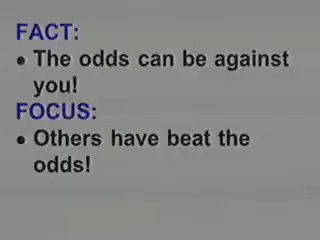 FACT:
• The odds can be against
you!
FOCUS:
• Others have beat the
odds!